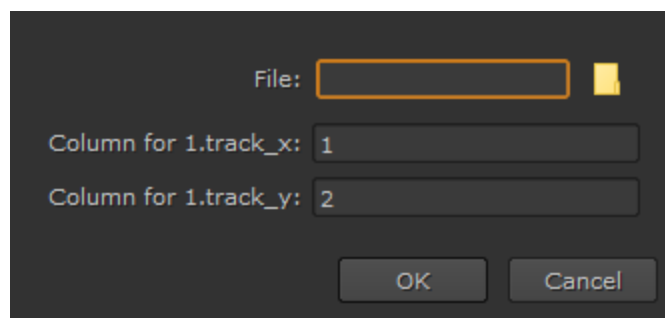 File:
Column for 1.track_x: 1
Column for 1.track_y: 2
OK Cancel